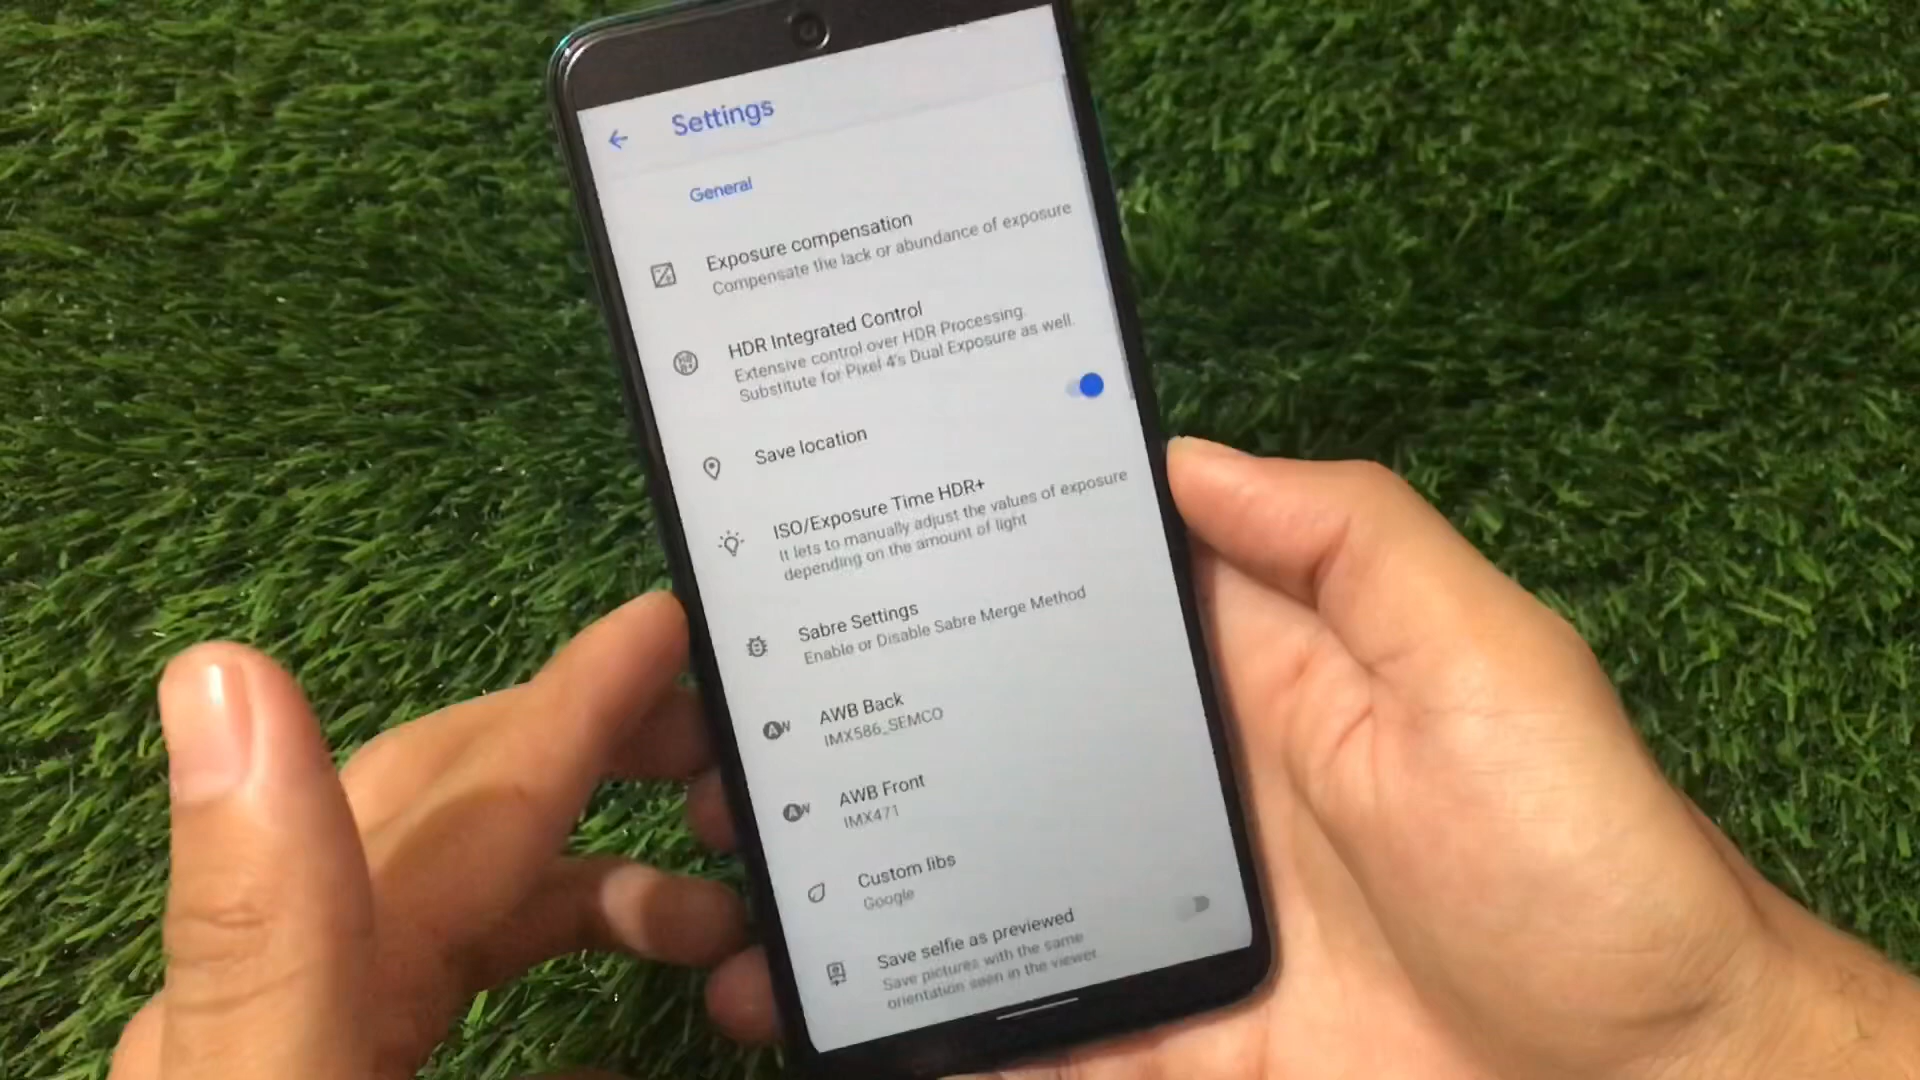 Settings
General
Exposure compensation
Compensate the lack or abundance of exposure
HDR Integrated Control
Extensive control over HDR Processing.
Substitute for Pixel 4's Dual Exposure as well.
Save location
ISO/Exposure Time HDR+
It lets to manually adjust the values of exposure
depending on the amount of light
Sabre Settings
Enable or Disable Sabre Merge Method
AWB Back
IMX586_SEMCO
AWB Front
IMX471
Custom libs
Google
Save selfie as previewed
Save pictures with the same
orientation seen in the viewer.